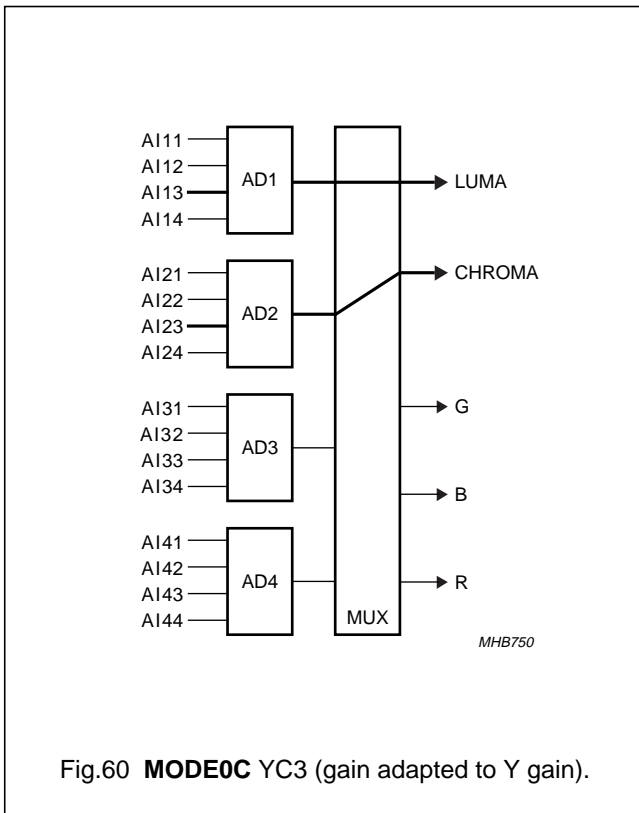 AI11
AI12
AI13
AI14
AD1
LUMA
AI21
AI22
AI23
AI24
AD2
CHROMA
AI31
AI32
AI33
AI34
AD3
G
B
AI41
AI42
AI43
AI44
AD4
R
MUX
MHB750
Fig.60 MODE0C YC3 (gain adapted to Y gain).